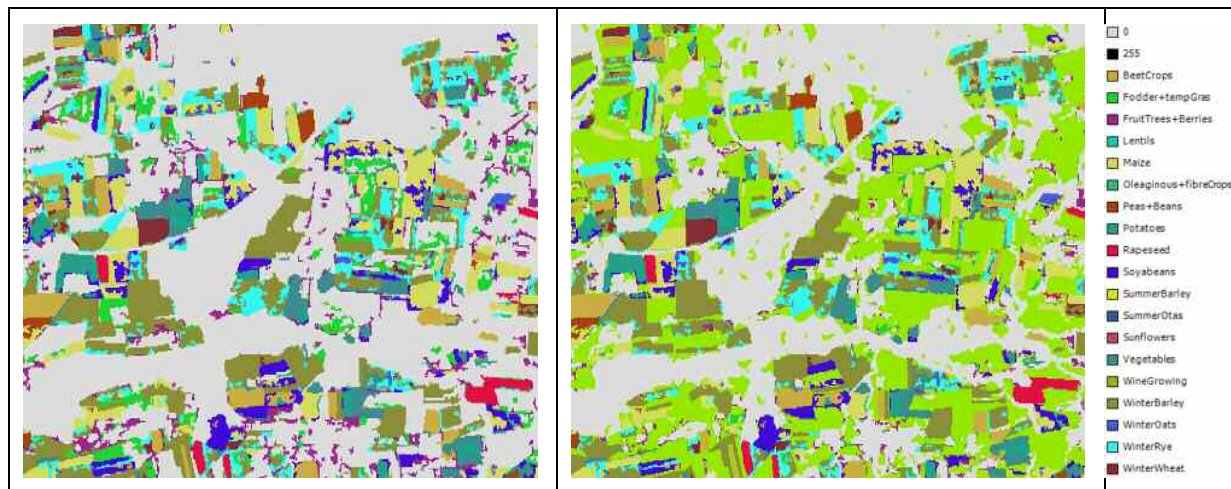 0
255
BeetCrops
Fodder+tempGras
FruitTrees+Berries
Lentils
Maize
Oleaginous+fibreCrops
Peas+Beans
Potatoes
Rapeseed
Soyabeans
SummerBarley
SummerOtas
Sunflowers
Vegetables
WineGrowing
WinterBarley
WinterOats
WinterRye
WinterWheat